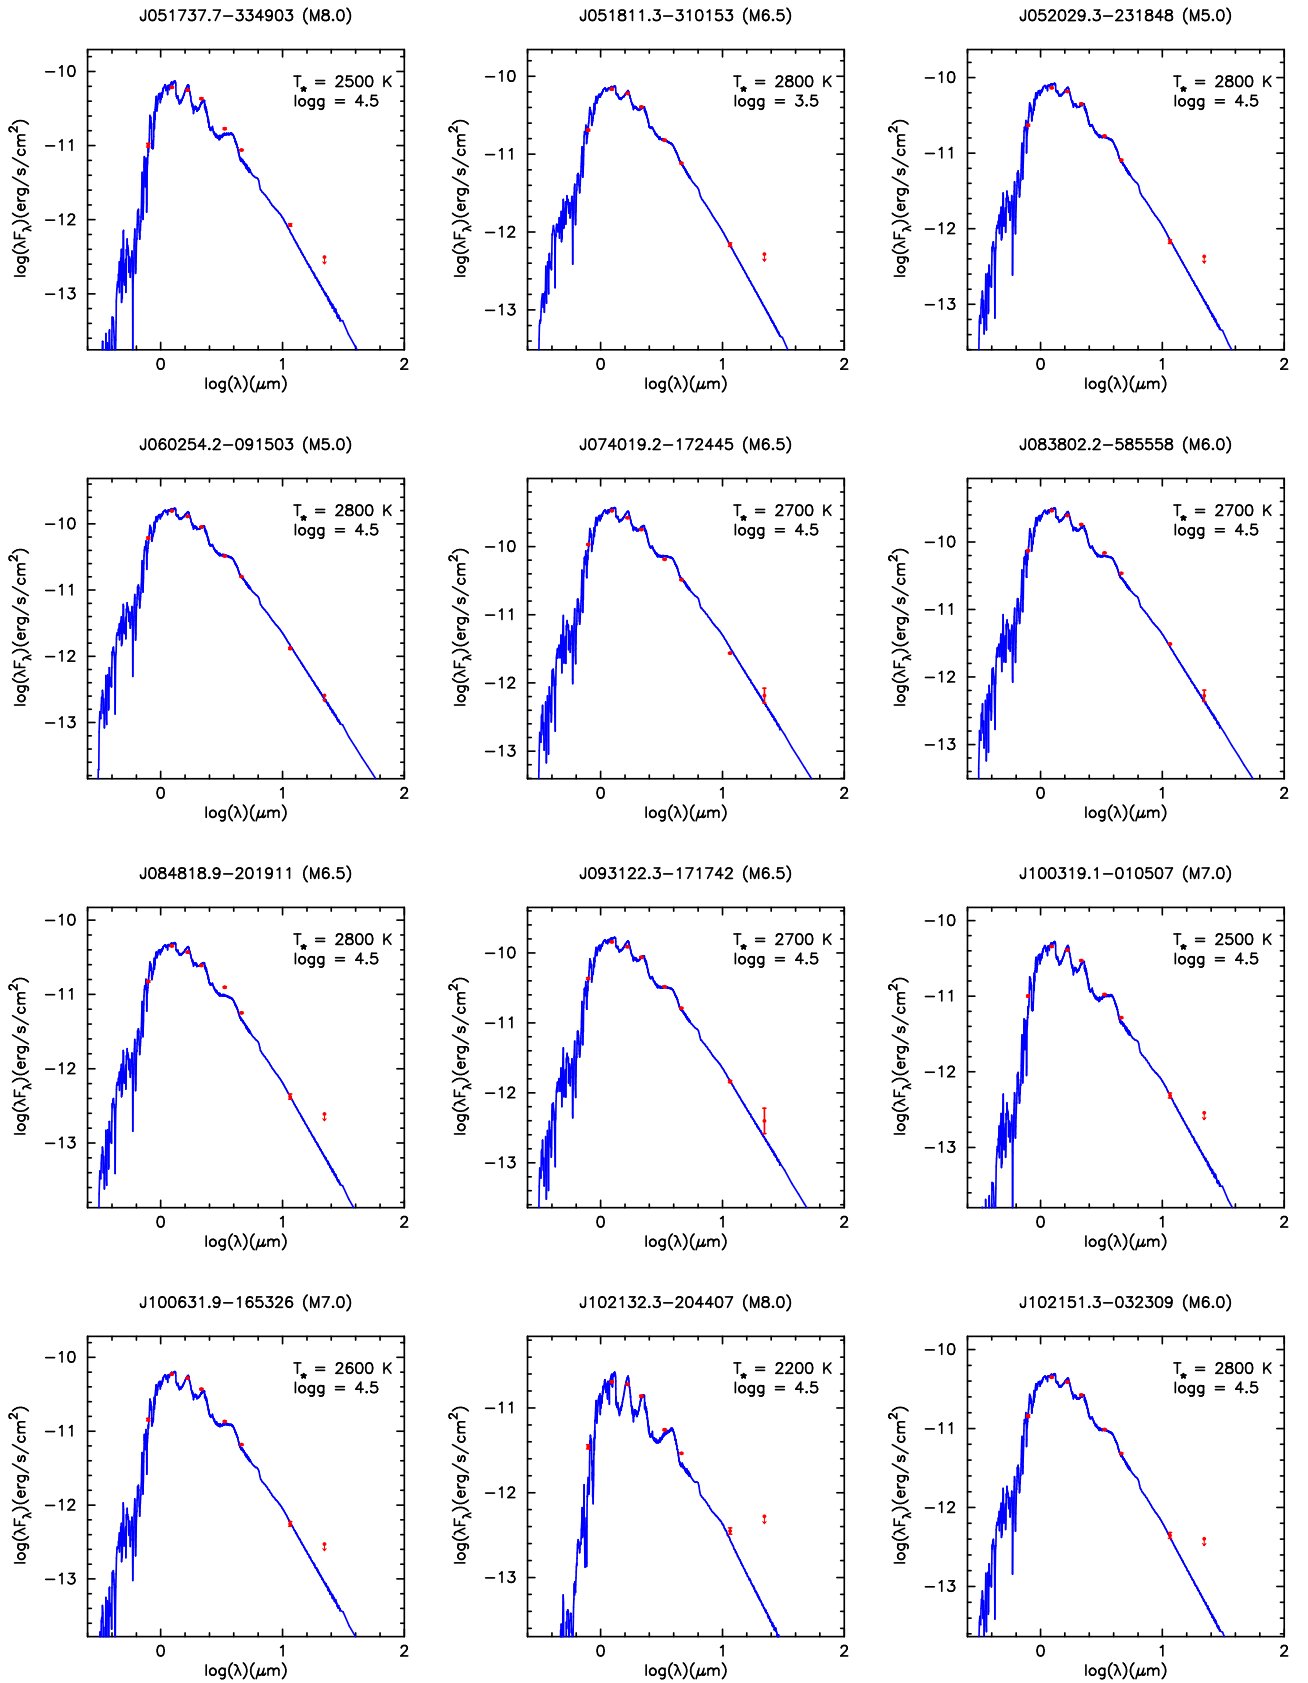 J051737.7−334903 (M8.0)
T★ = 2500 K
logg = 4.5
−10
−11
−12
−13
0
1
2
log(λFλ)(erg/s/cm²)
log(λ)(μm)
J051811.3−310153 (M6.5)
T★ = 2800 K
logg = 3.5
−10
−11
−12
−13
0
1
2
log(λFλ)(erg/s/cm²)
log(λ)(μm)
J052029.3−231848 (M5.0)
T★ = 2800 K
logg = 4.5
−10
−11
−12
−13
0
1
2
log(λFλ)(erg/s/cm²)
log(λ)(μm)
J060254.2−091503 (M5.0)
T★ = 2800 K
logg = 4.5
−10
−11
−12
−13
0
1
2
log(λFλ)(erg/s/cm²)
log(λ)(μm)
J074019.2−172445 (M6.5)
T★ = 2700 K
logg = 4.5
−10
−11
−12
−13
0
1
2
log(λFλ)(erg/s/cm²)
log(λ)(μm)
J083802.2−585558 (M6.0)
T★ = 2700 K
logg = 4.5
−10
−11
−12
−13
0
1
2
log(λFλ)(erg/s/cm²)
log(λ)(μm)
J084818.9−201911 (M6.5)
T★ = 2800 K
logg = 4.5
−10
−11
−12
−13
0
1
2
log(λFλ)(erg/s/cm²)
log(λ)(μm)
J093122.3−171742 (M6.5)
T★ = 2700 K
logg = 4.5
−10
−11
−12
−13
0
1
2
log(λFλ)(erg/s/cm²)
log(λ)(μm)
J100319.1−010507 (M7.0)
T★ = 2500 K
logg = 4.5
−10
−11
−12
−13
0
1
2
log(λFλ)(erg/s/cm²)
log(λ)(μm)
J100631.9−165326 (M7.0)
T★ = 2600 K
logg = 4.5
−10
−11
−12
−13
0
1
2
log(λFλ)(erg/s/cm²)
log(λ)(μm)
J102132.3−204407 (M8.0)
T★ = 2200 K
logg = 4.5
−11
−12
−13
0
1
2
log(λFλ)(erg/s/cm²)
log(λ)(μm)
J102151.3−032309 (M6.0)
T★ = 2800 K
logg = 4.5
−10
−11
−12
−13
0
1
2
log(λFλ)(erg/s/cm²)
log(λ)(μm)